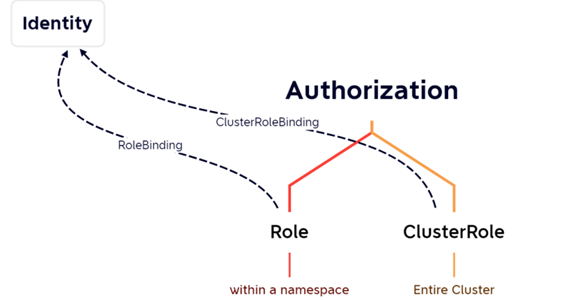 Identity
Authorization
ClusterRoleBinding
RoleBinding
Role
ClusterRole
within a namespace
Entire Cluster